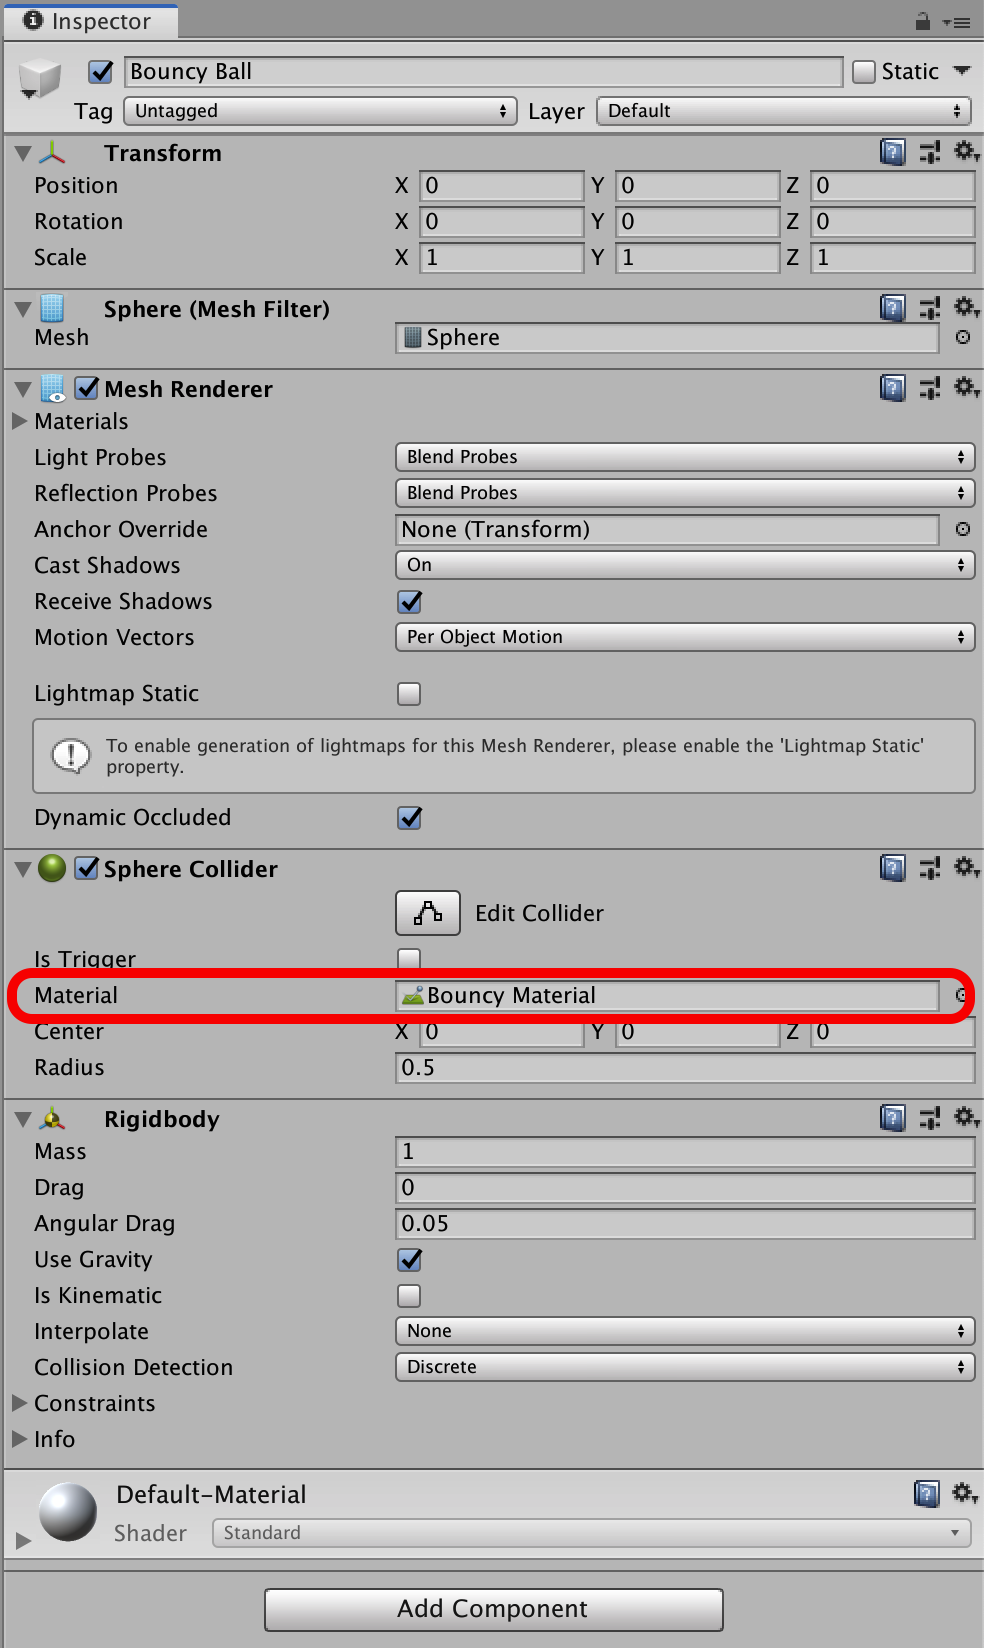 Inspector
Bouncy Ball Static
Tag Untagged Layer Default
Transform
Position X 0 Y 0 Z 0
Rotation X 0 Y 0 Z 0
Scale X 1 Y 1 Z 1
Sphere (Mesh Filter)
Mesh Sphere
Mesh Renderer
Materials
Light Probes Blend Probes
Reflection Probes Blend Probes
Anchor Override None (Transform)
Cast Shadows On
Receive Shadows
Motion Vectors Per Object Motion
Lightmap Static
To enable generation of lightmaps for this Mesh Renderer, please enable the 'Lightmap Static'
property.
Dynamic Occluded
Sphere Collider
Edit Collider
Is Trigger
Material Bouncy Material
Center X 0 Y 0 Z 0
Radius 0.5
Rigidbody
Mass 1
Drag 0
Angular Drag 0.05
Use Gravity
Is Kinematic
Interpolate None
Collision Detection Discrete
Constraints
Info
Default-Material
Shader Standard
Add Component